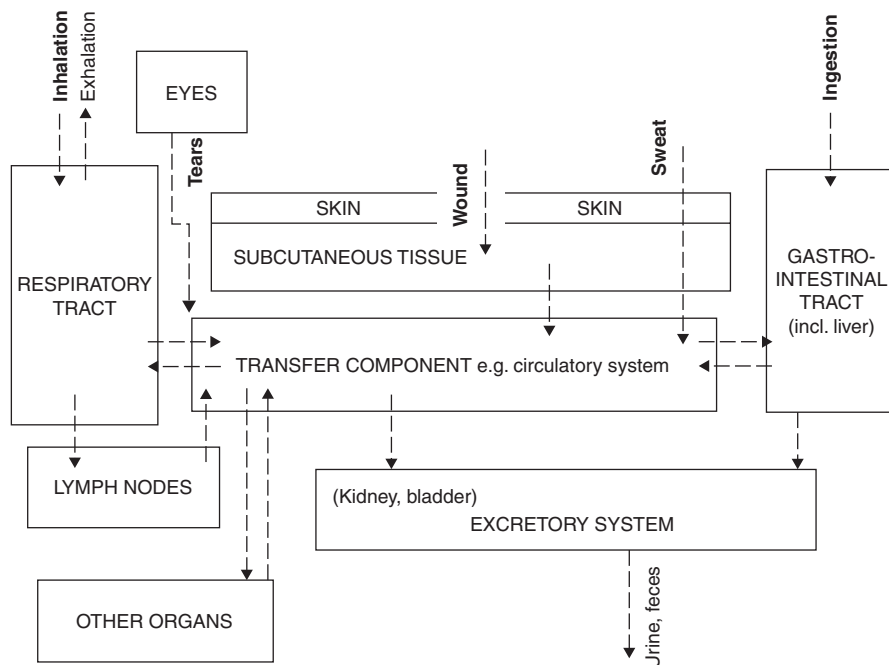 Inhalation
Exhalation
EYES
Tears
Ingestion
Wound
Sweat
SKIN
SKIN
SUBCUTANEOUS TISSUE
RESPIRATORY
TRACT
GASTRO-
INTESTINAL
TRACT
(incl. liver)
TRANSFER COMPONENT e.g. circulatory system
LYMPH NODES
(Kidney, bladder)
EXCRETORY SYSTEM
OTHER ORGANS
Urine, feces